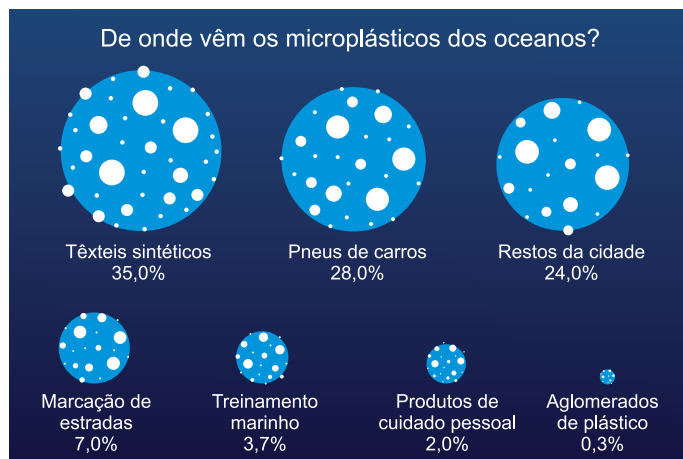 De onde vêm os microplásticos dos oceanos?
Têxteis sintéticos
35,0%
Pneus de carros
28,0%
Restos da cidade
24,0%
Marcação de
estradas
7,0%
Treinamento
marinho
3,7%
Produtos de
cuidado pessoal
2,0%
Aglomerados
de plástico
0,3%